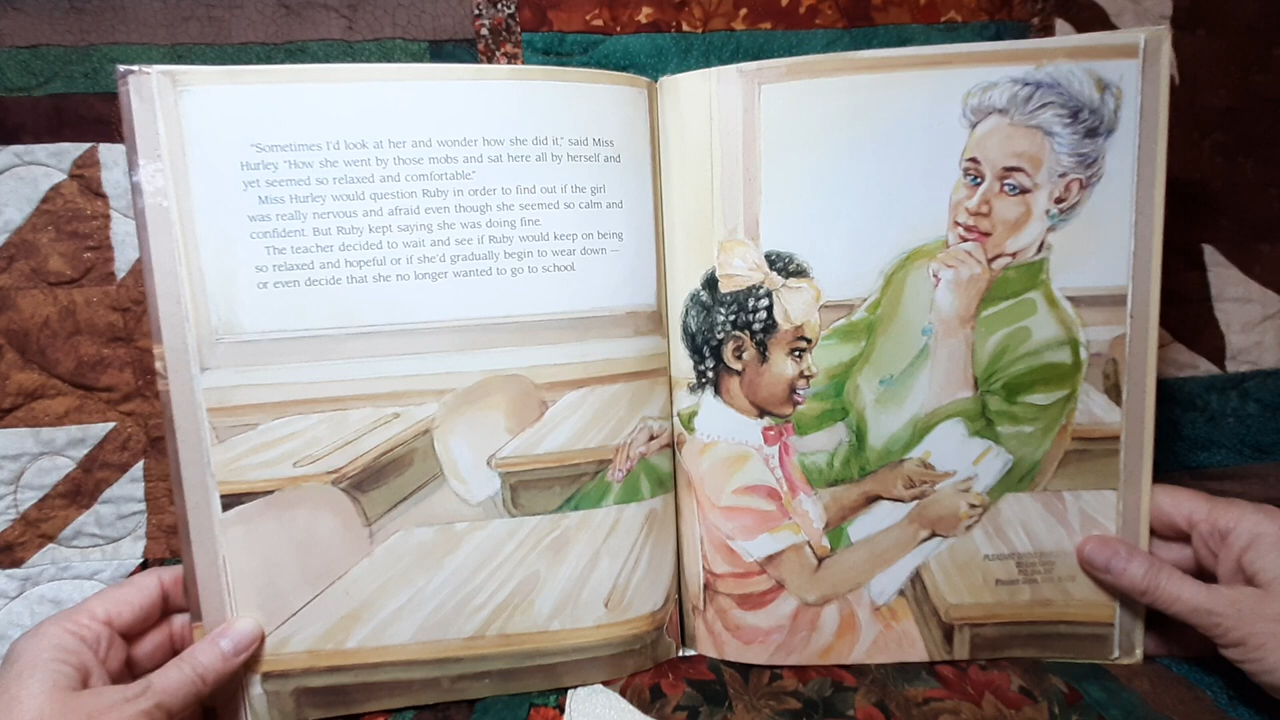 "Sometimes I'd look at her and wonder how she did it," said Miss
Hurley. "How she went by those mobs and sat here all by herself and
yet seemed so relaxed and comfortable."
Miss Hurley would question Ruby in order to find out if the girl
was really nervous and afraid even though she seemed so calm and
confident. But Ruby kept saying she was doing fine.
The teacher decided to wait and see if Ruby would keep on being
so relaxed and hopeful or if she'd gradually begin to wear down —
or even decide that she no longer wanted to go to school.
PLEASANT